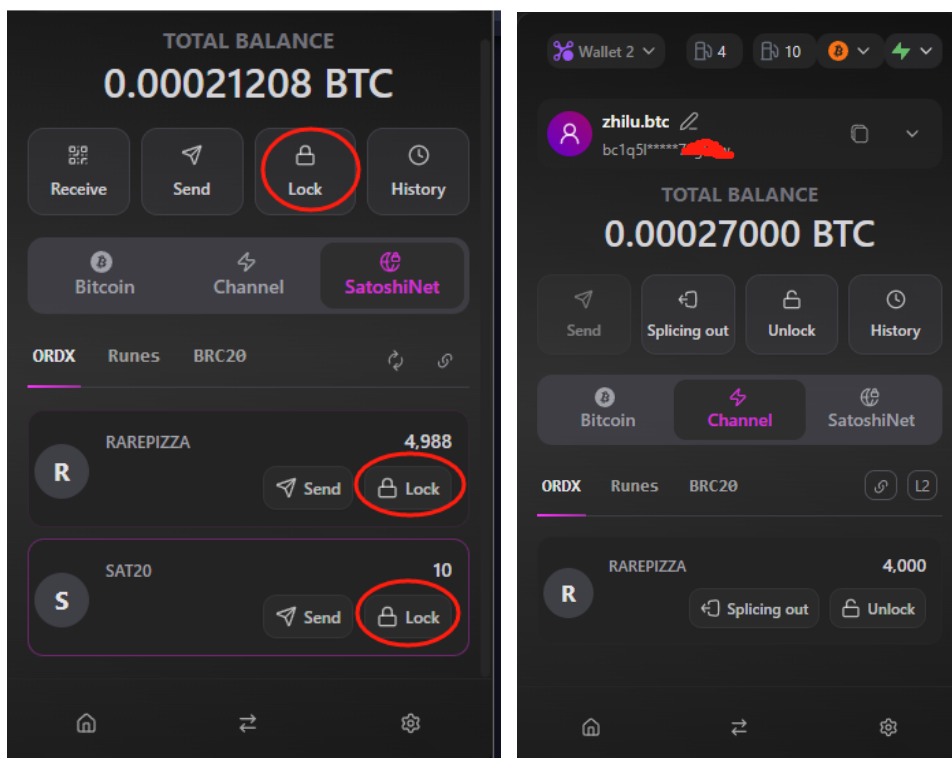 TOTAL BALANCE
0.00021208 BTC
Receive
Send
Lock
History
Bitcoin
Channel
SatoshiNet
ORDX
Runes
BRC20
R
RAREPIZZA
4,988
Send
Lock
S
SAT20
10
Send
Lock
Wallet 2
4
10
zhilu.btc
TOTAL BALANCE
0.00027000 BTC
Send
Splicing out
Unlock
History
Bitcoin
Channel
SatoshiNet
ORDX
Runes
BRC20
L2
R
RAREPIZZA
4,000
Splicing out
Unlock